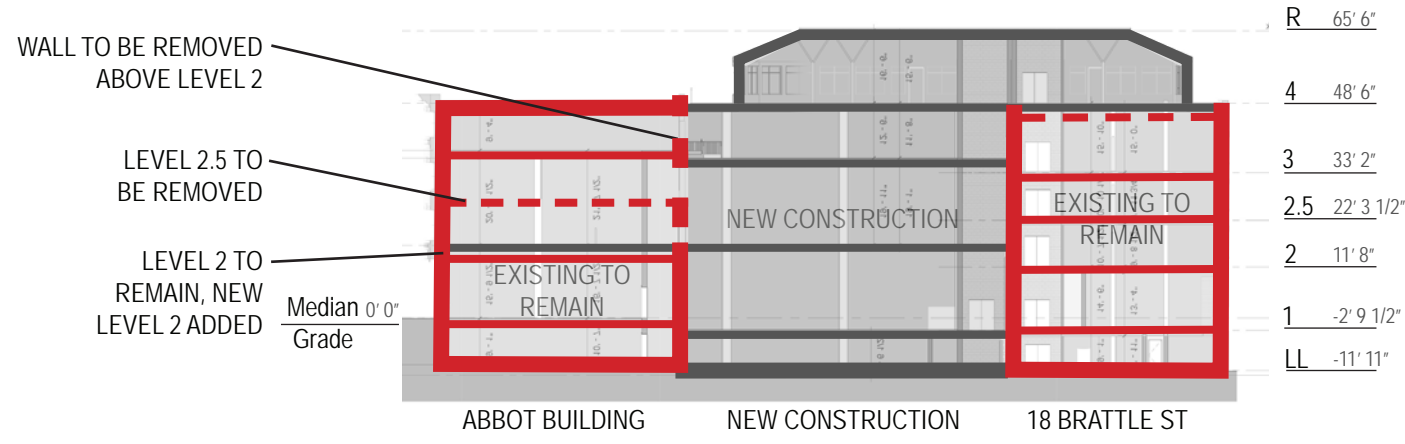 WALL TO BE REMOVED
ABOVE LEVEL 2
LEVEL 2.5 TO
BE REMOVED
LEVEL 2 TO
REMAIN, NEW
LEVEL 2 ADDED
Median 0' 0"
Grade
EXISTING TO
REMAIN
NEW CONSTRUCTION
EXISTING TO
REMAIN
R 65' 6"
4 48' 6"
3 33' 2"
2.5 22' 3 1/2"
2 11' 8"
1 -2' 9 1/2"
LL -11' 11"
ABBOT BUILDING
NEW CONSTRUCTION
18 BRATTLE ST